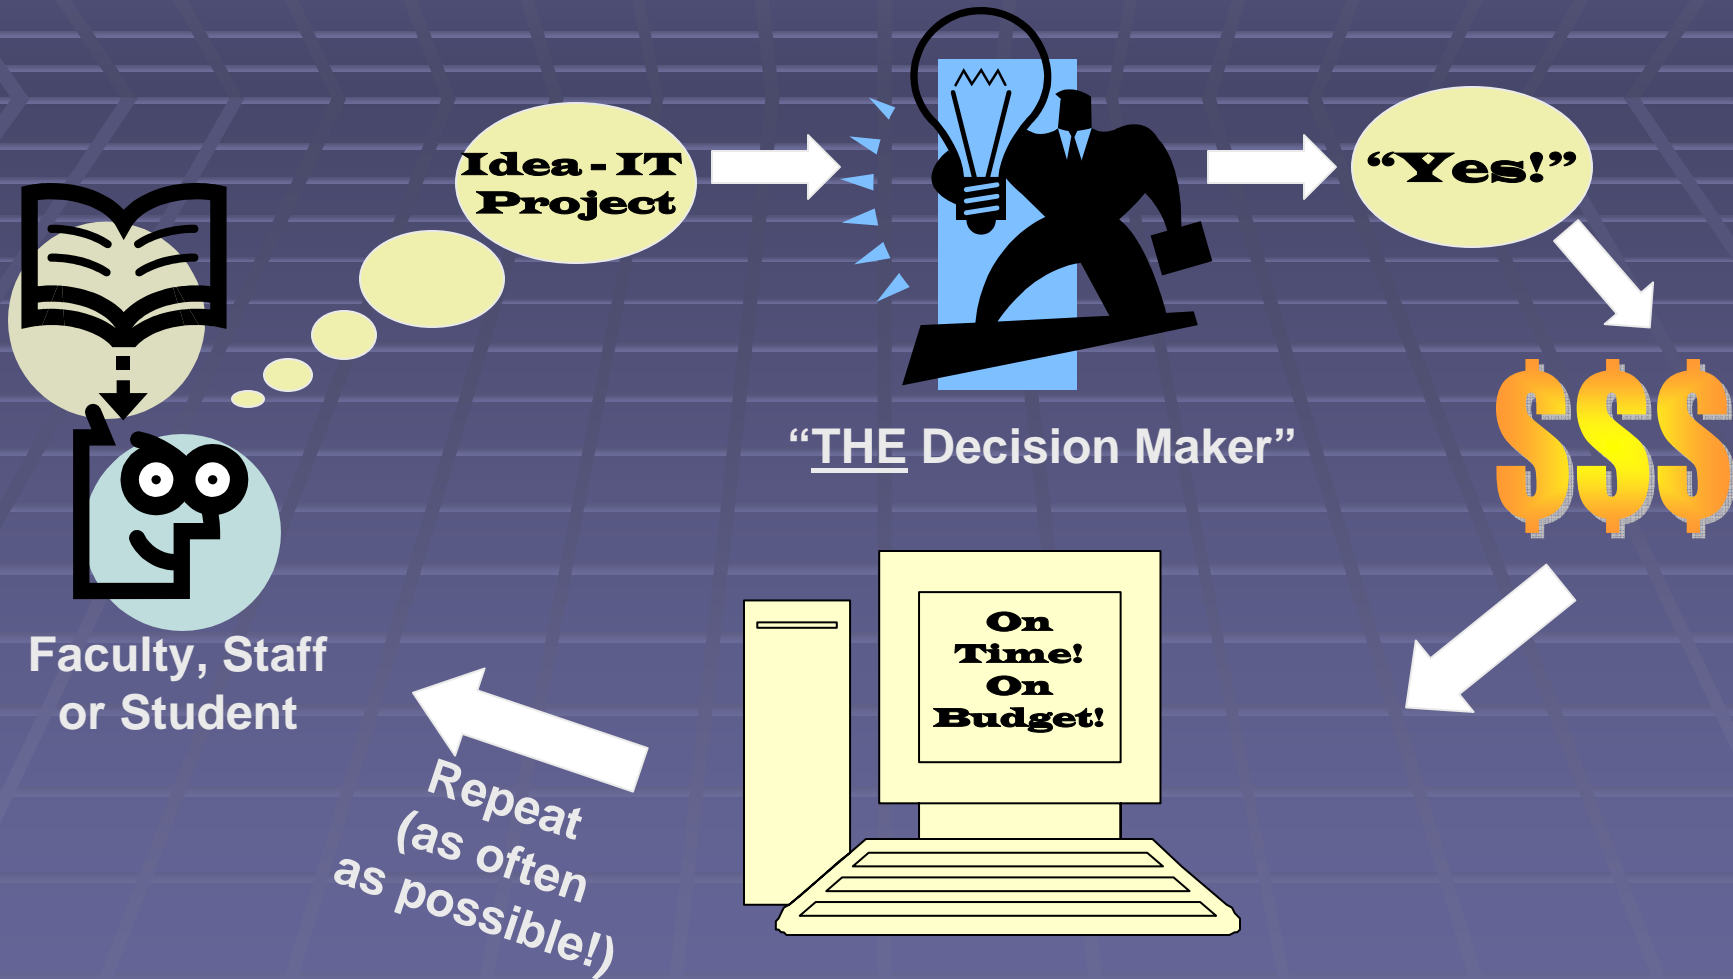 Idea - IT
Project
“Yes!”
“THE Decision Maker”
$$$
Faculty, Staff
or Student
On
Time!
On
Budget!
Repeat
(as often
as possible!)